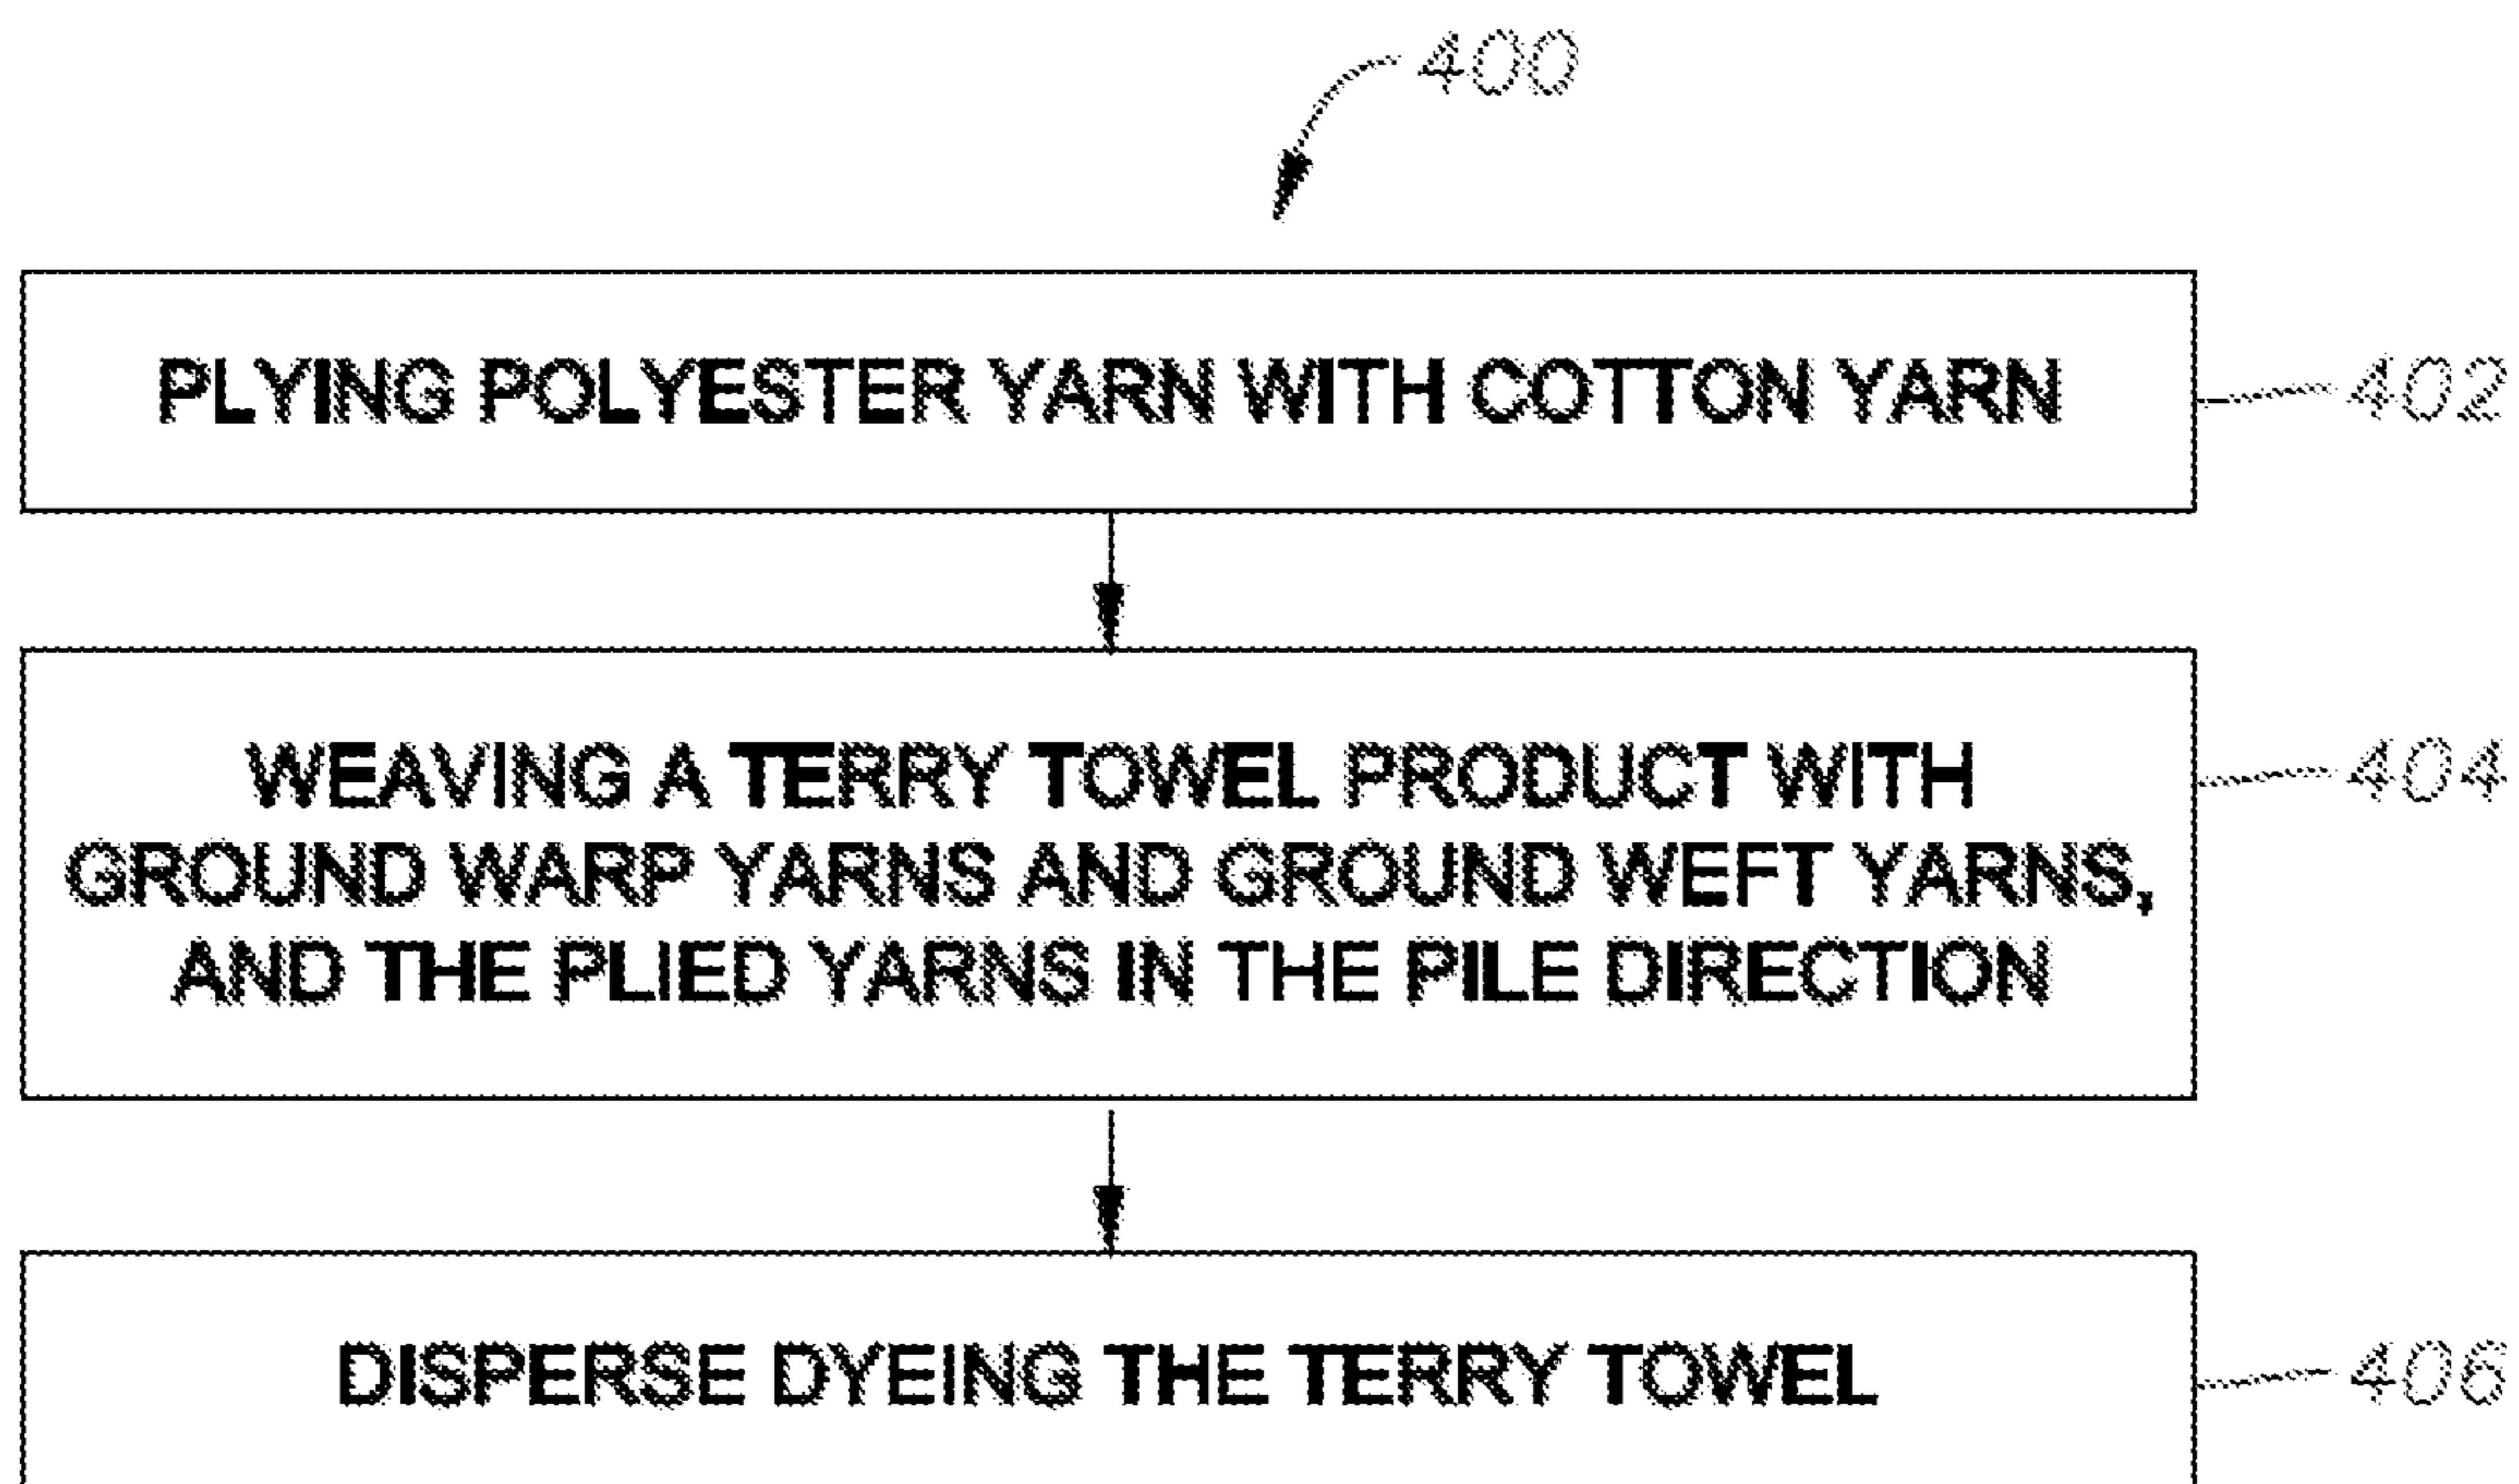 400
PLYING POLYESTER YARN WITH COTTON YARN
402
WEAVING A TERRY TOWEL PRODUCT WITH
404
GROUND WARP YARNS AND GROUND WEFT YARNS,
AND THE PLIED YARNS IN THE PILE DIRECTION
DISPERSE DYEING THE TERRY TOWEL
406